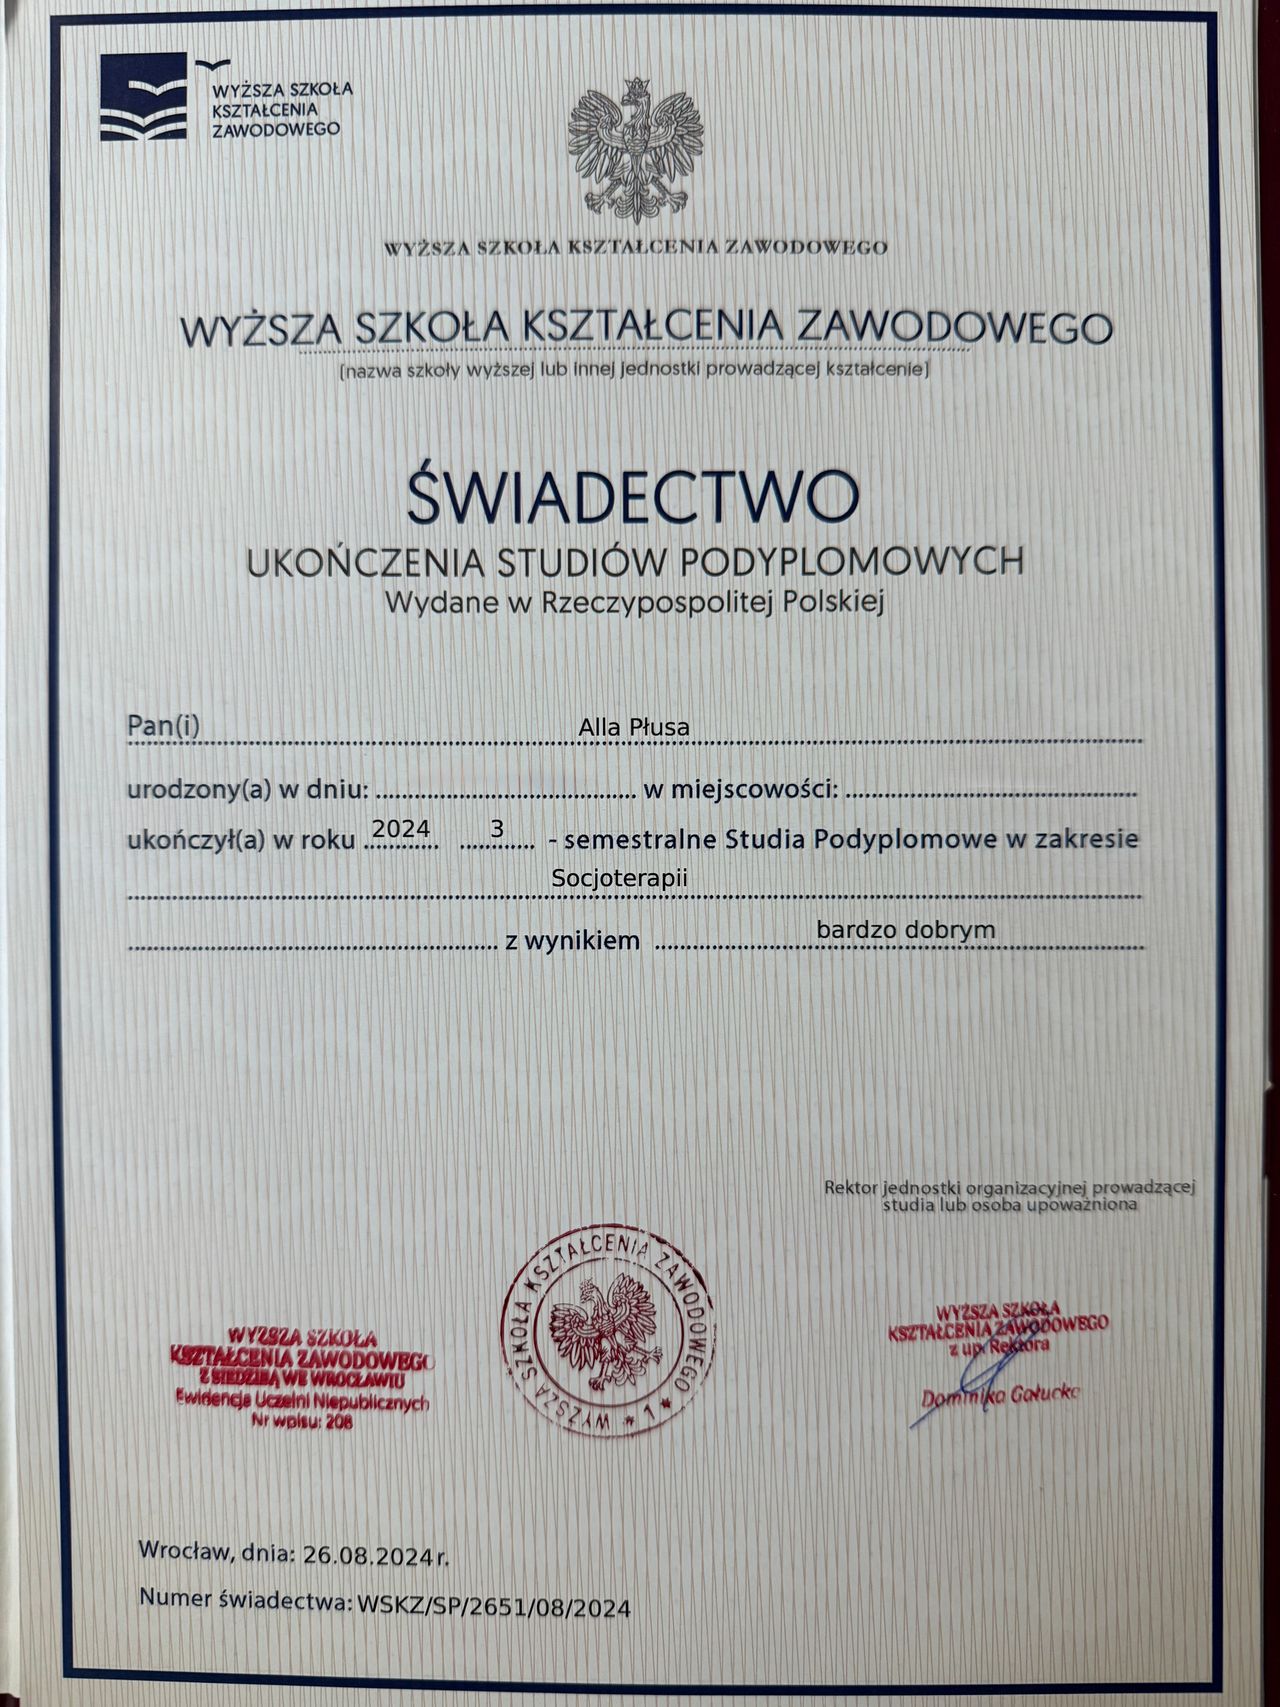 WYŻSZA SZKOŁA
KSZTAŁCENIA
ZAWODOWEGO
WYŻSZA SZKOŁA KSZTAŁCENIA ZAWODOWEGO
WYŻSZA SZKOŁA KSZTAŁCENIA ZAWODOWEGO
(nazwa szkoły wyższej lub innej jednostki prowadzącej kształcenie)
ŚWIADECTWO
UKOŃCZENIA STUDIÓW PODYPLOMOWYCH
Wydane w Rzeczypospolitej Polskiej
Pan(i) Alla Płusa
urodzony(a) w dniu: w miejscowości:
ukończył(a) w roku 2024 3 - semestralne Studia Podyplomowe w zakresie
Socjoterapii
z wynikiem bardzo dobrym
Rektor jednostki organizacyjnej prowadzącej
studia lub osoba upoważniona
WYŻSZA SZKOŁA
KSZTAŁCENIA ZAWODOWEGO
Z SIEDZIBĄ WE WROCŁAWIU
Ewidencja Uczelni Niepublicznych
Nr wpisu: 208
WYŻSZA SZKOŁA KSZTAŁCENIA ZAWODOWEGO * 1 *
WYŻSZA SZKOŁA
KSZTAŁCENIA ZAWODOWEGO
z up. Rektora
Dominika Gałucka
Wrocław, dnia: 26.08.2024 r.
Numer świadectwa: WSKZ/SP/2651/08/2024